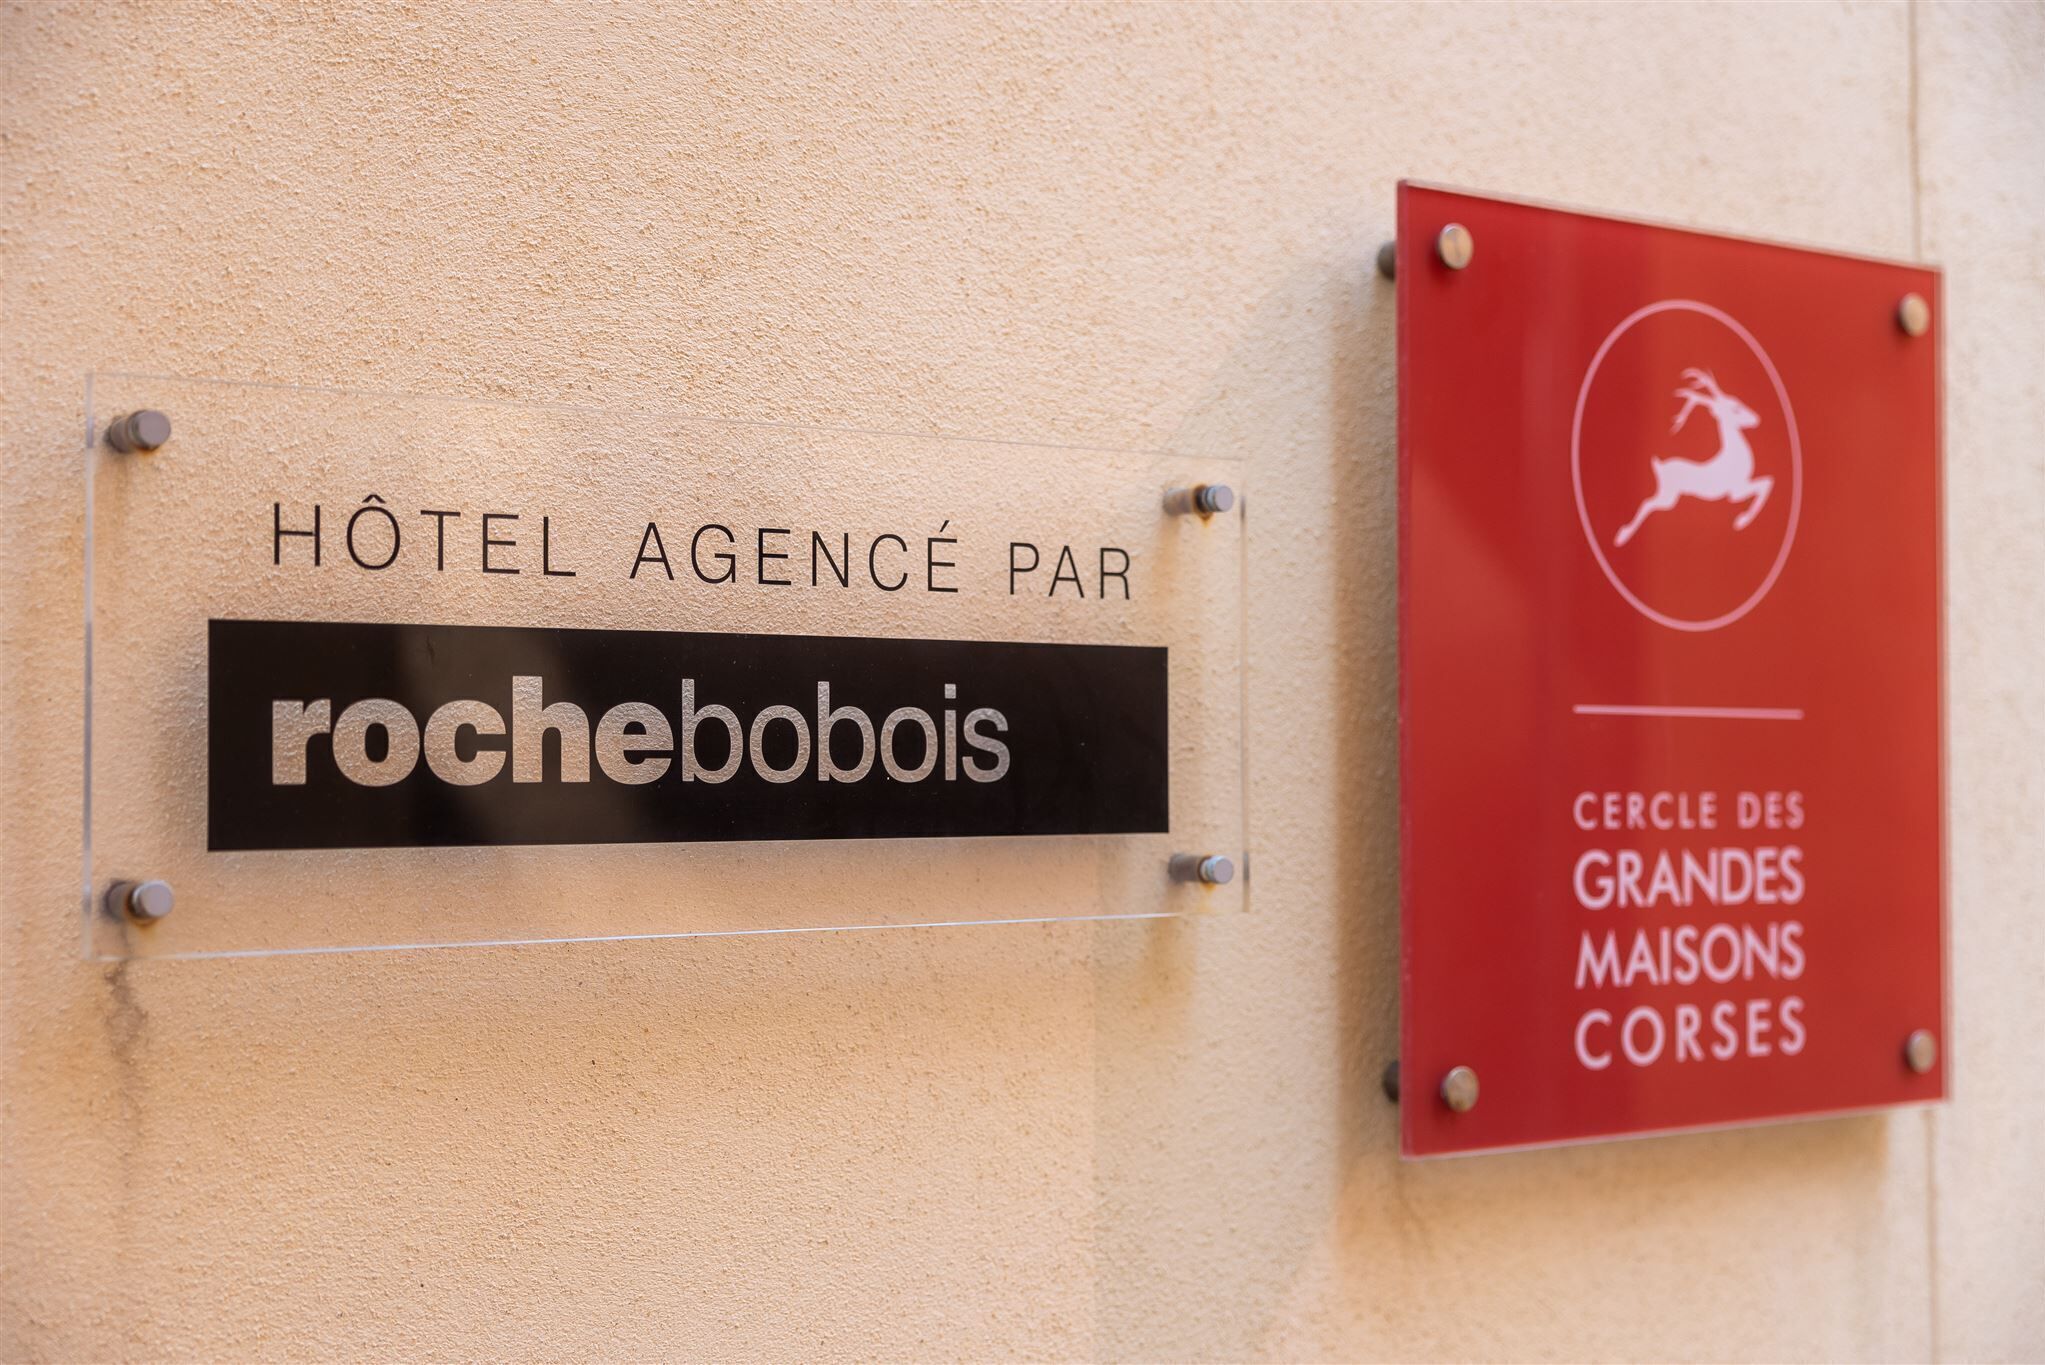 HÔTEL AGENCÉ PAR
rochebobois
CERCLE DES
GRANDES
MAISONS
CORSES